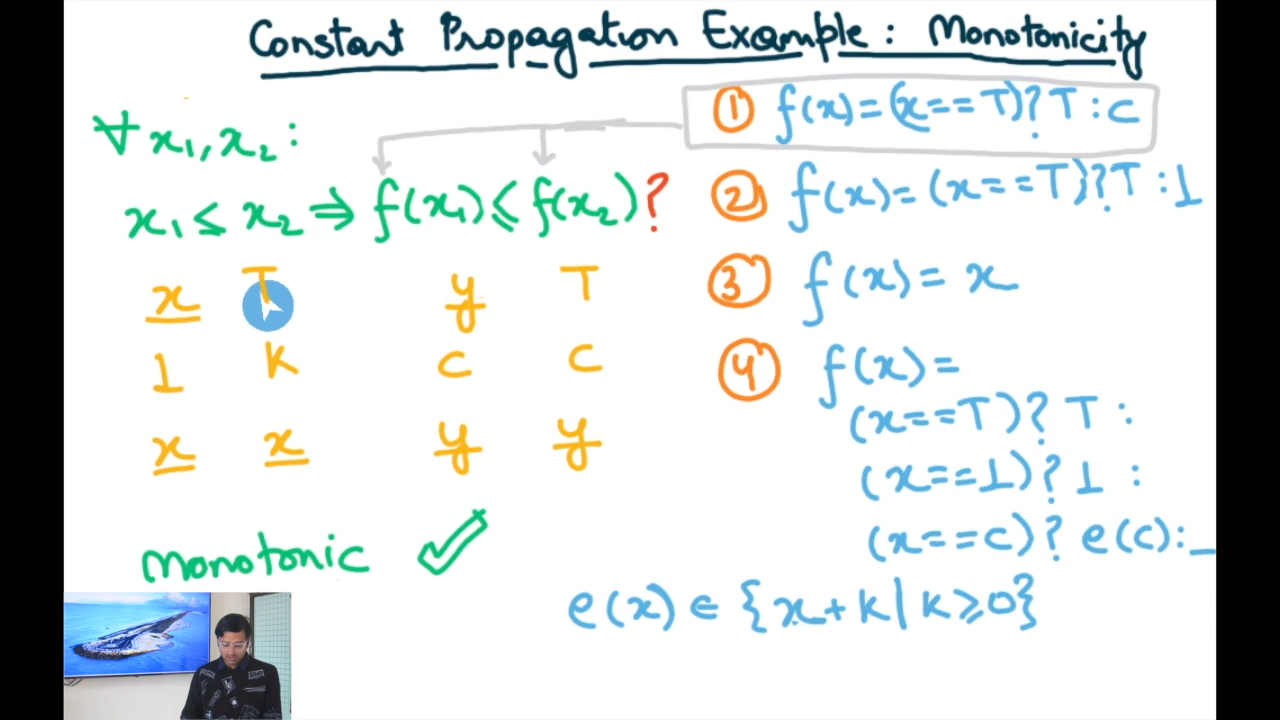 Constant Propagation Example: Monotonicity
∀ x₁, x₂ :
x₁ ≤ x₂ ⇒ f(x₁) ≤ f(x₂)?
x ⊤ y ⊤
⊥ K c c
x x y y
Monotonic ✓
① f(x) = (x==⊤)? ⊤ : c
② f(x) = (x==⊤)? ⊤ : ⊥
③ f(x) = x
④ f(x) =
(x==⊤)? ⊤ :
(x==⊥)? ⊥ :
(x==c)? e(c) : _
e(x) ∈ {x+k | k ≥ 0}